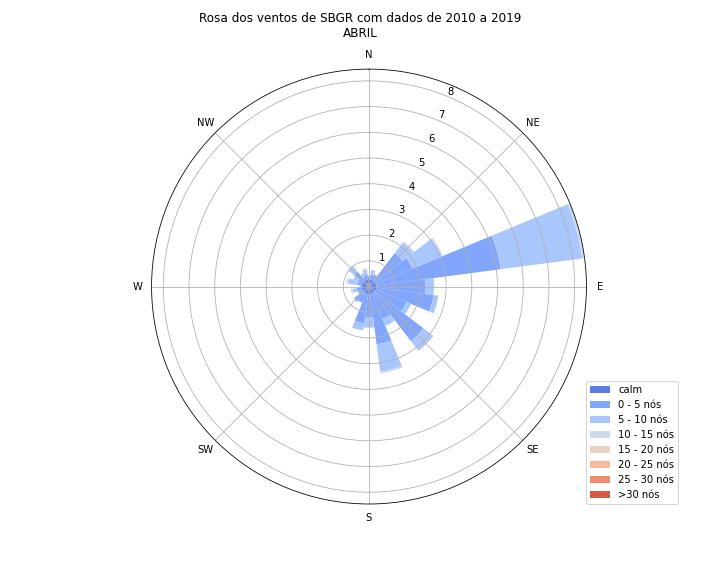 Rosa dos ventos de SBGR com dados de 2010 a 2019
ABRIL
N
NW
NE
8
7
6
5
4
3
2
1
W
E
SW
SE
S
calm
0 - 5 nós
5 - 10 nós
10 - 15 nós
15 - 20 nós
20 - 25 nós
25 - 30 nós
>30 nós